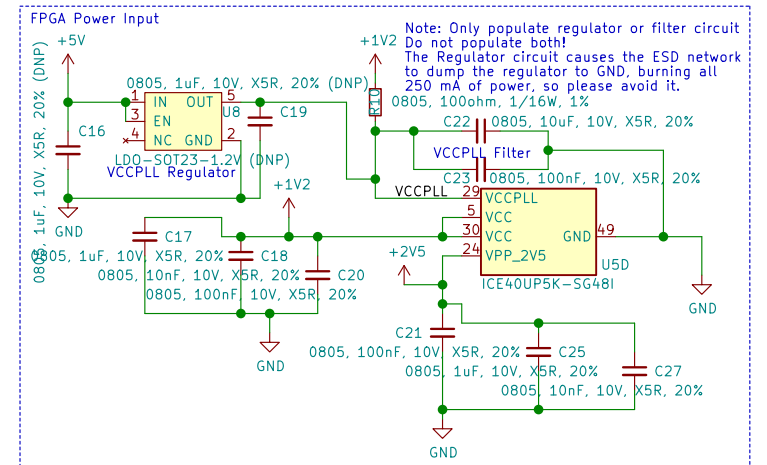 FPGA Power Input
Note: Only populate regulator or filter circuit
Do not populate both!
The Regulator circuit causes the ESD network
to dump the regulator to GND, burning all
250 mA of power, so please avoid it.
+5V
+1V2
0805, 1uF, 10V, X5R, 20% (DNP)
0805, 1uF, 10V, X5R, 20% (DNP)
1 IN OUT 5
U8
C19
3 EN
4 NC GND 2
LDO-SOT23-1.2V (DNP)
VCCPLL Regulator
C16
GND
R10
0805, 100ohm, 1/16W, 1%
C22 0805, 10uF, 10V, X5R, 20%
VCCPLL Filter
C23 0805, 100nF, 10V, X5R, 20%
VCCPLL
29 VCCPLL
5 VCC
30 VCC
GND 49
24 VPP_2V5
U5D
ICE40UP5K-SG48I
GND
+1V2
C17
0805, 1uF, 10V, X5R, 20%
C18
0805, 10nF, 10V, X5R, 20%
C20
0805, 100nF, 10V, X5R, 20%
GND
+2V5
C21
0805, 100nF, 10V, X5R, 20%
C25
0805, 1uF, 10V, X5R, 20%
C27
0805, 10nF, 10V, X5R, 20%
GND